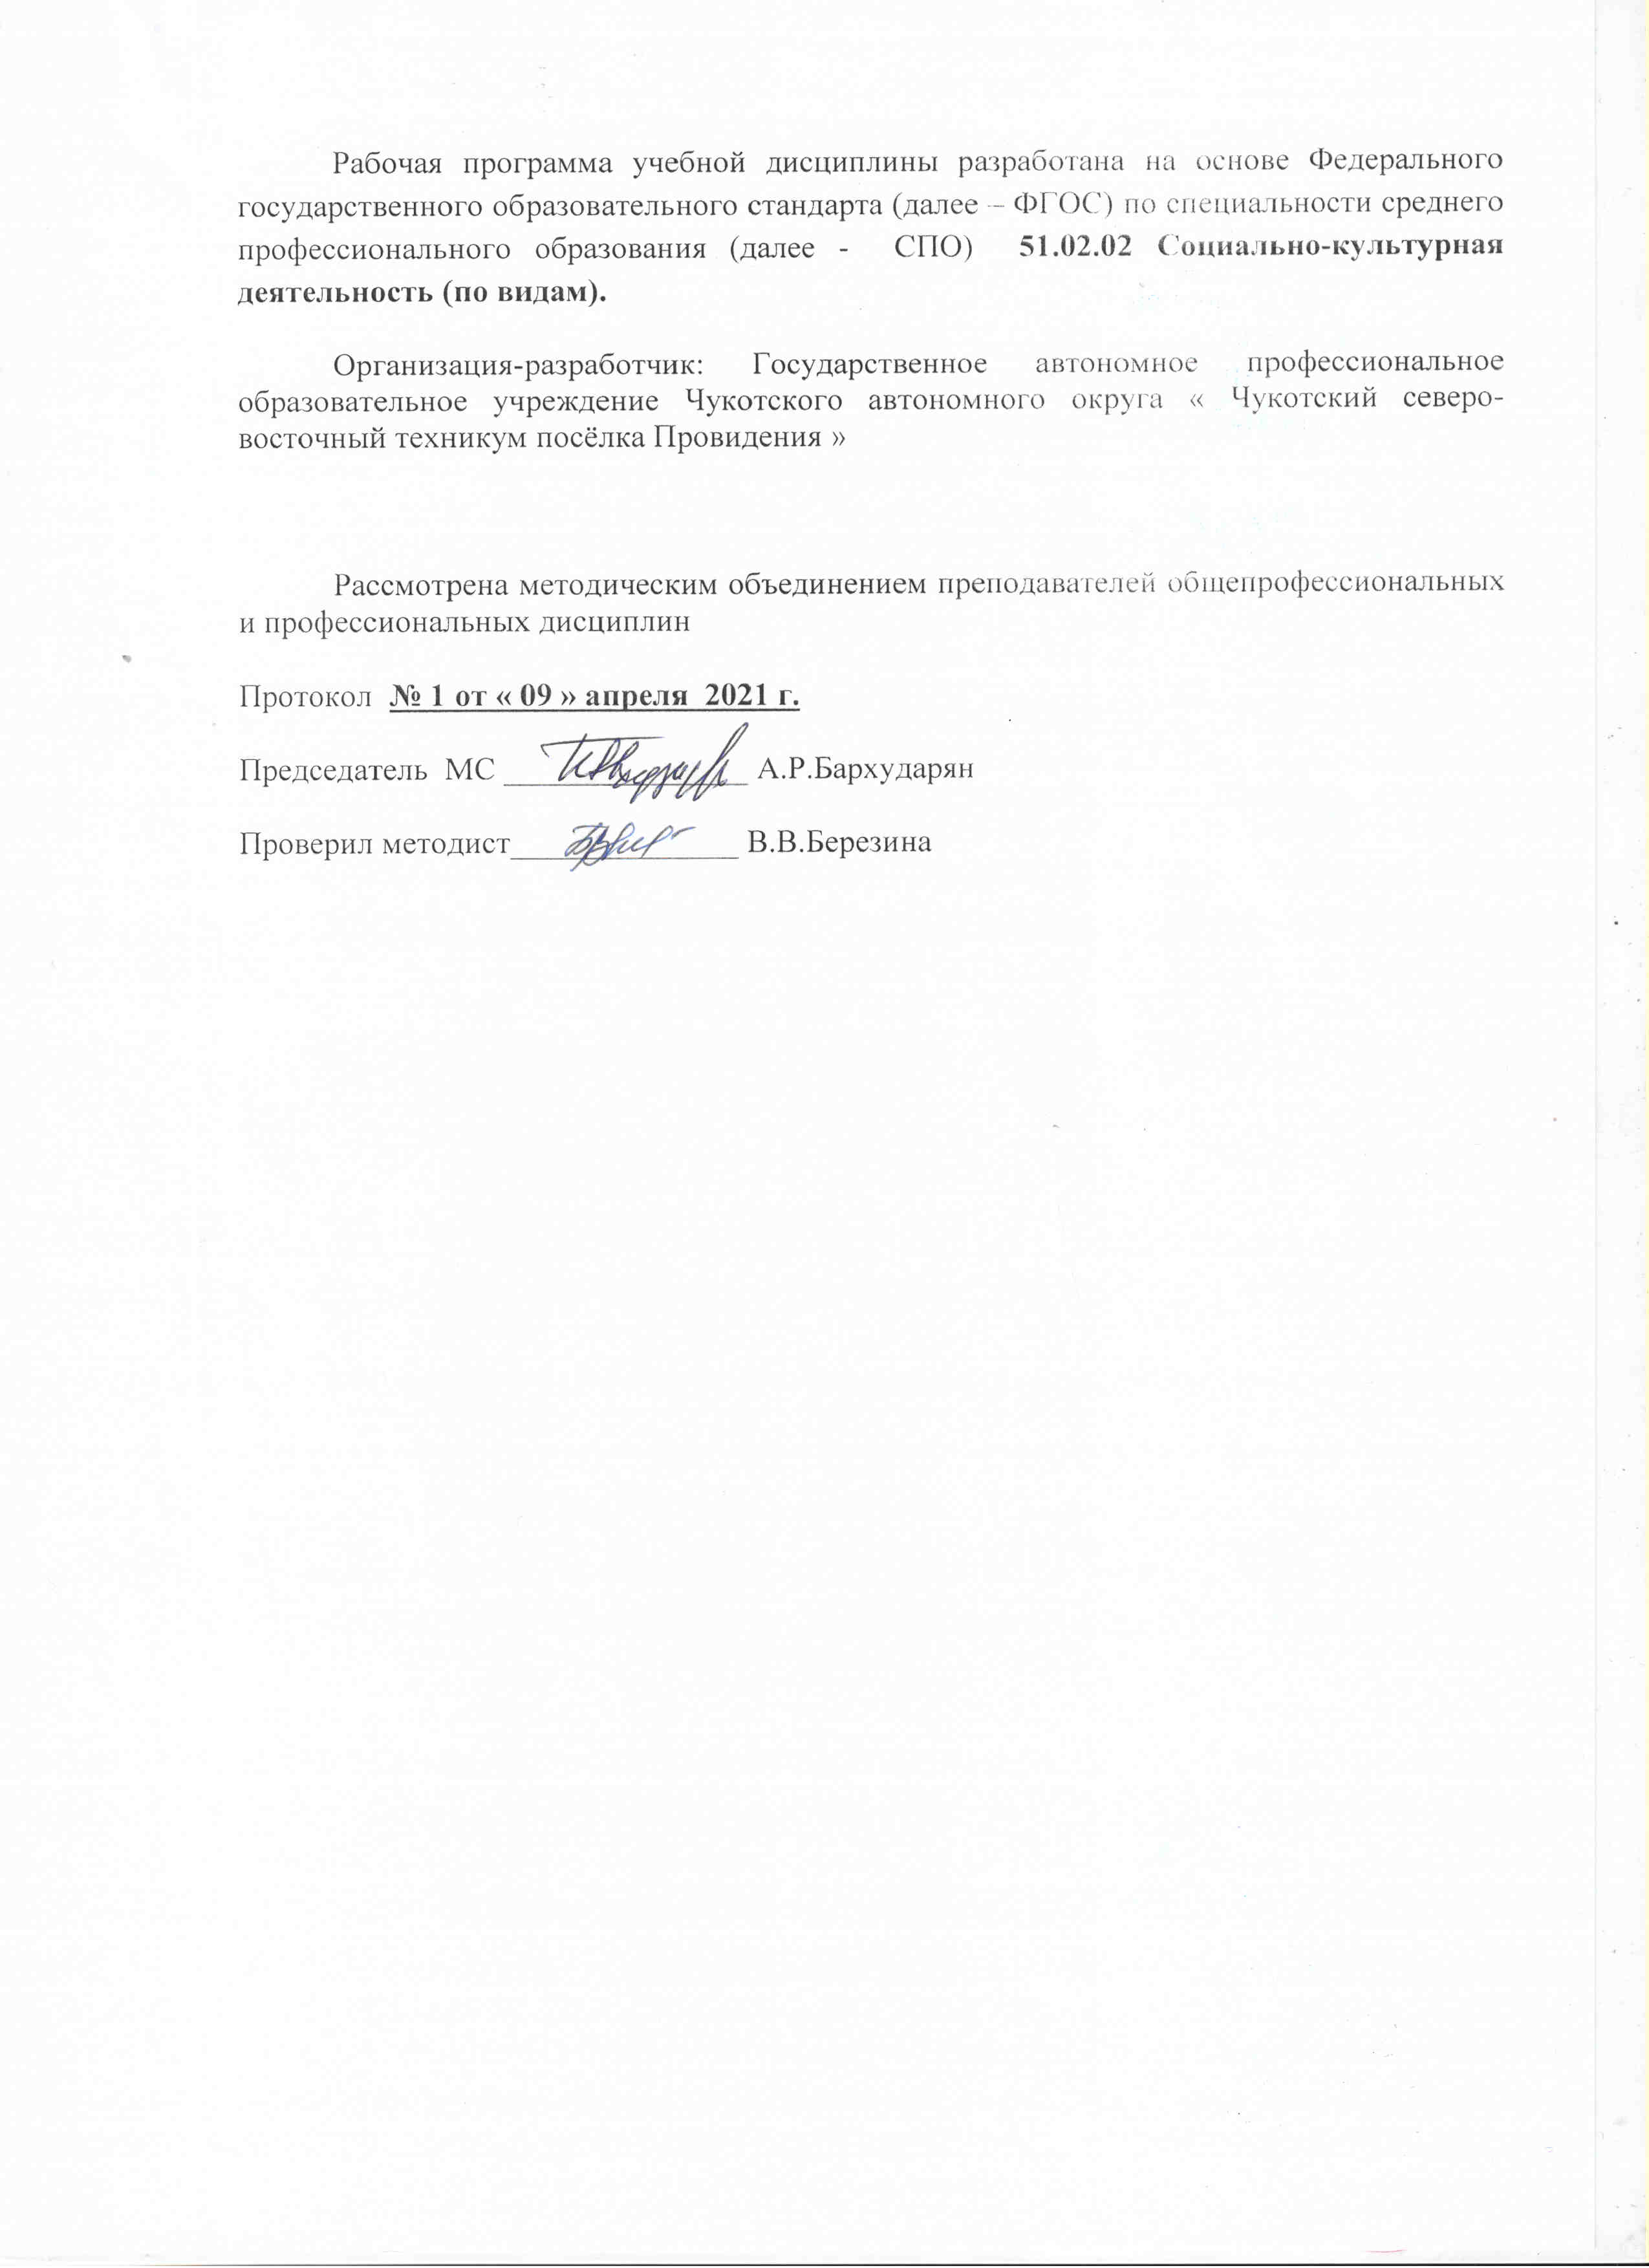 Рабочая программа учебной дисциплины разработана на основе Федерального
государственного образовательного стандарта (далее – ФГОС) по специальности среднего
профессионального образования (далее - СПО) 51.02.02 Социально-культурная
деятельность (по видам).
Организация-разработчик: Государственное автономное профессиональное
образовательное учреждение Чукотского автономного округа « Чукотский северо-
восточный техникум посёлка Провидения »
Рассмотрена методическим объединением преподавателей общепрофессиональных
и профессиональных дисциплин
Протокол № 1 от « 09 » апреля 2021 г.
Председатель МС _______________ А.Р.Бархударян
Проверил методист______________ В.В.Березина